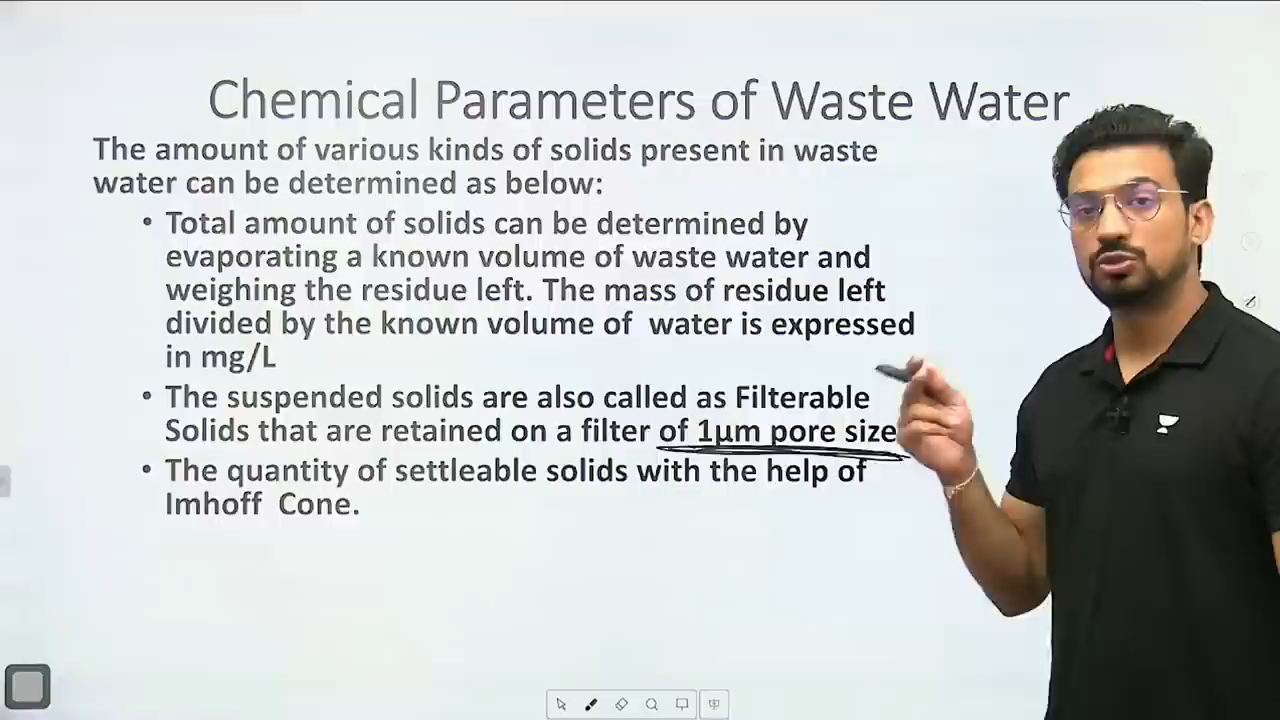 Chemical Parameters of Waste Water
The amount of various kinds of solids present in waste
water can be determined as below:
• Total amount of solids can be determined by
evaporating a known volume of waste water and
weighing the residue left. The mass of residue left
divided by the known volume of water is expressed
in mg/L
• The suspended solids are also called as Filterable
Solids that are retained on a filter of 1µm pore size
• The quantity of settleable solids with the help of
Imhoff Cone.